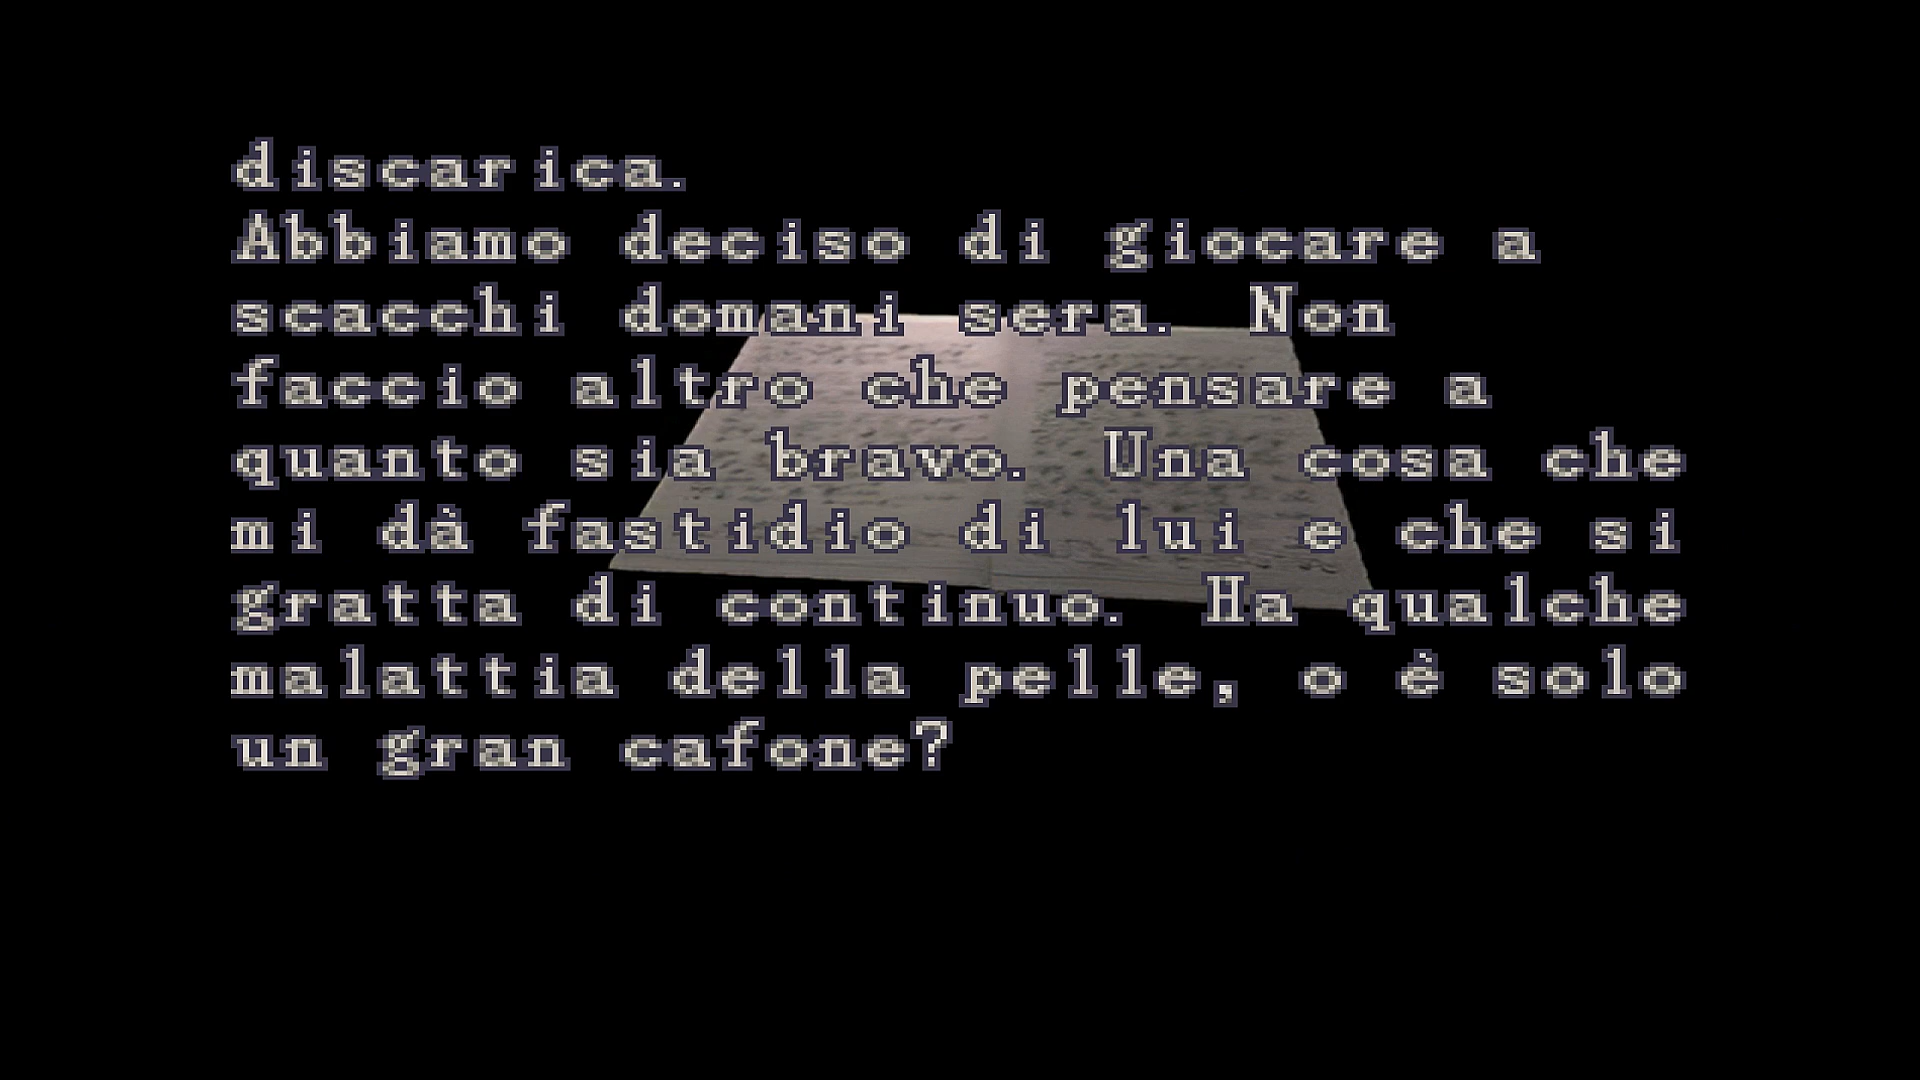 discarica.
Abbiamo deciso di giocare a
scacchi domani sera. Non
faccio altro che pensare a
quanto sia bravo. Una cosa che
mi dà fastidio di lui e che si
gratta di continuo. Ha qualche
malattia della pelle, o è solo
un gran cafone?